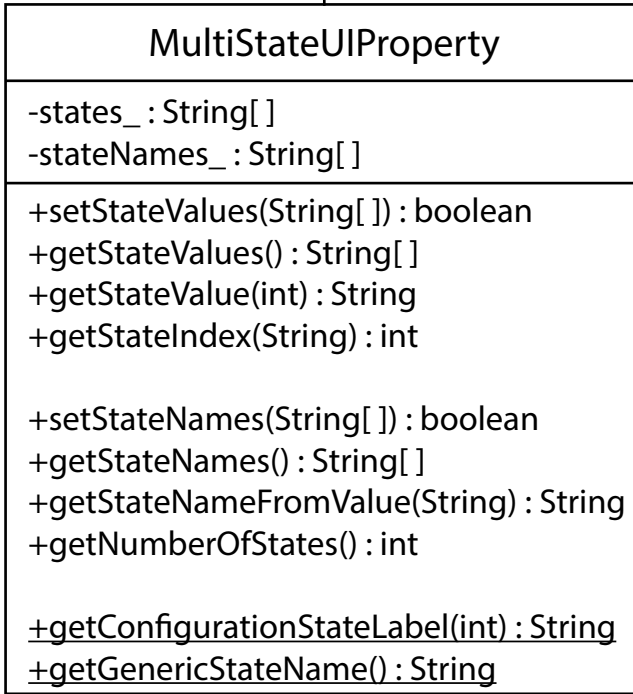 MultiStateUIProperty
-states_ : String[ ]
-stateNames_ : String[ ]
+setStateValues(String[ ]) : boolean
+getStateValues() : String[ ]
+getStateValue(int) : String
+getStateIndex(String) : int
+setStateNames(String[ ]) : boolean
+getStateNames() : String[ ]
+getStateNameFromValue(String) : String
+getNumberOfStates() : int
+getConfigurationStateLabel(int) : String
+getGenericStateName() : String